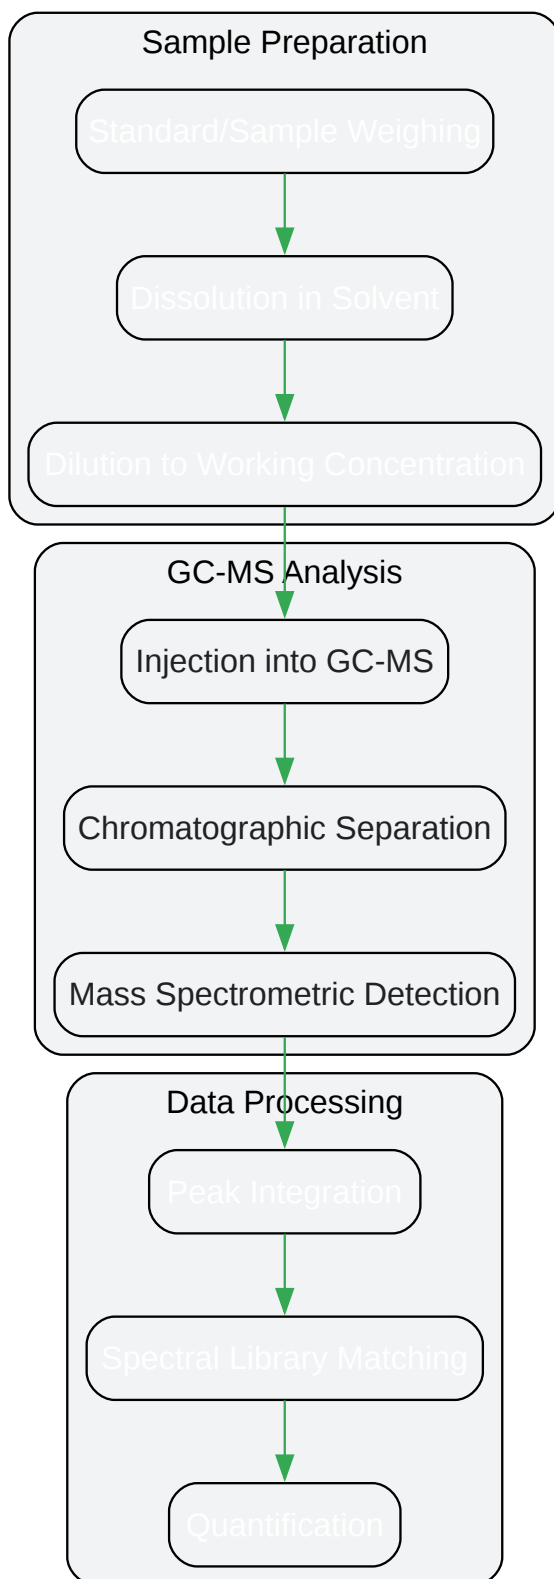 Sample Preparation
Standard/Sample Weighing
Dissolution in Solvent
Dilution to Working Concentration
GC-MS Analysis
Injection into GC-MS
Chromatographic Separation
Mass Spectrometric Detection
Data Processing
Peak Integration
Spectral Library Matching
Quantification